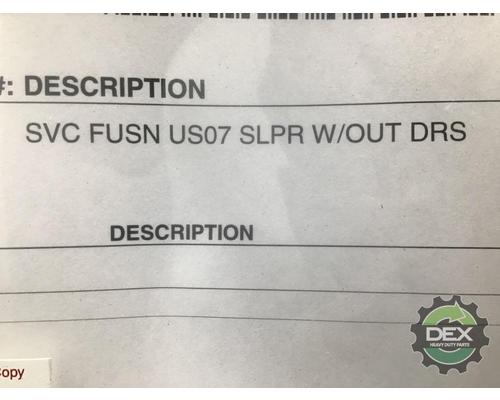 #: DESCRIPTION
SVC FUSN US07 SLPR W/OUT DRS
DESCRIPTION
DEX
HEAVY DUTY PARTS
Copy